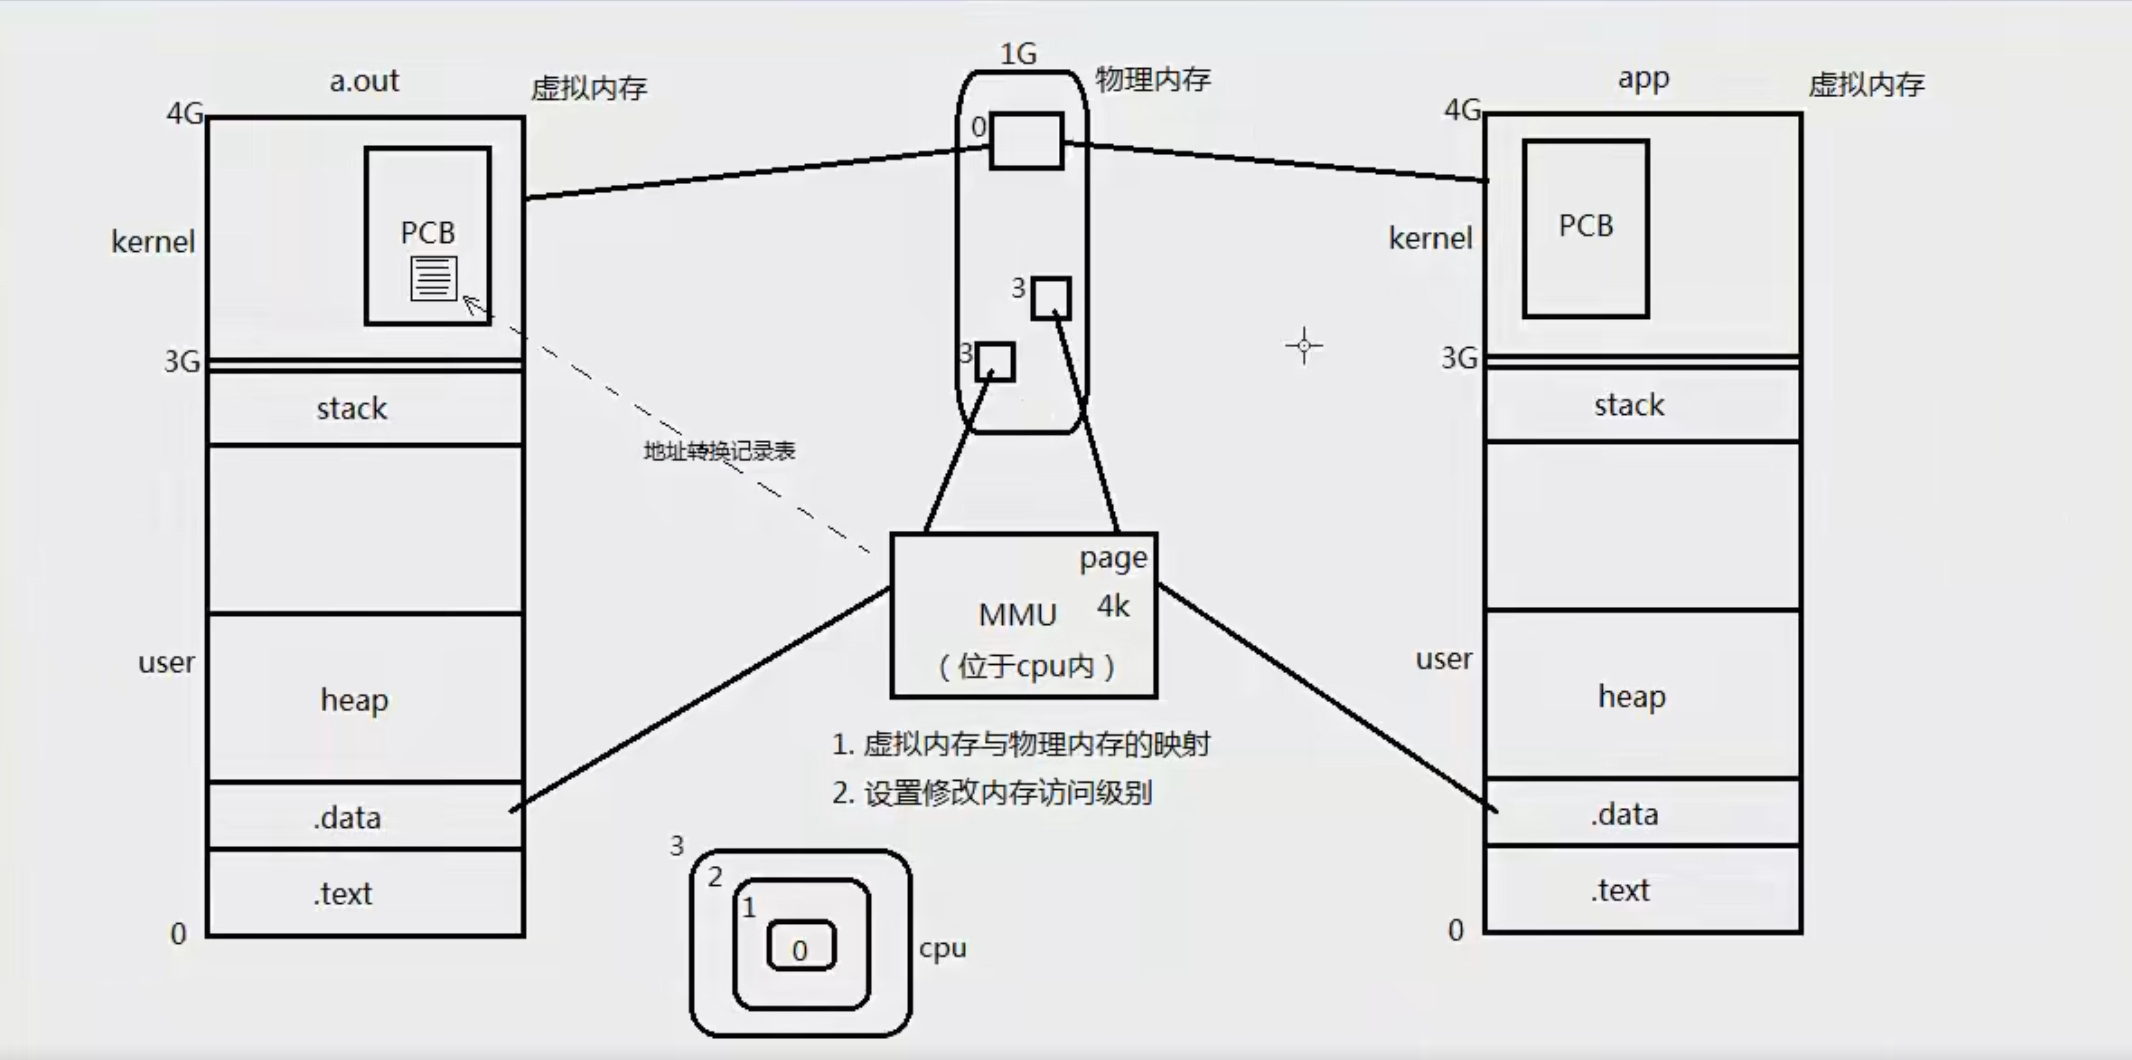 a.out
虚拟内存
4G
PCB
kernel
3G
stack
user
heap
.data
.text
0
1G
物理内存
0
3
3
地址转换记录表
page
4k
MMU
（位于cpu内）
1. 虚拟内存与物理内存的映射
2. 设置修改内存访问级别
3
2
1
0
cpu
app
虚拟内存
4G
PCB
kernel
3G
stack
user
heap
.data
.text
0